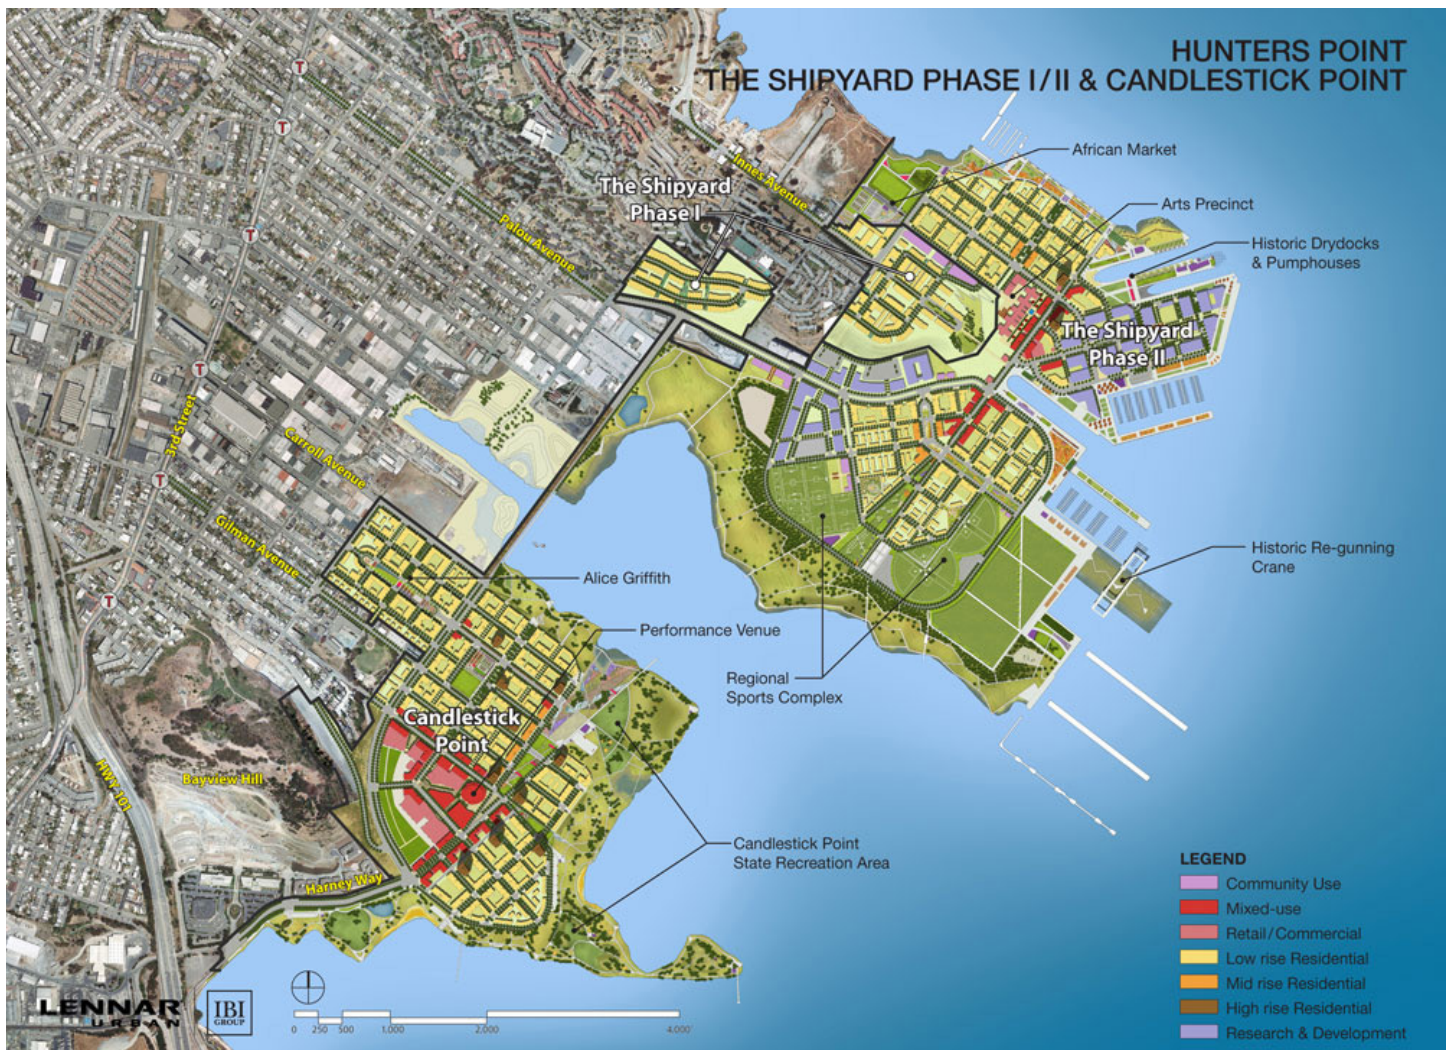 HUNTERS POINT
THE SHIPYARD PHASE I/II & CANDLESTICK POINT
T
T
African Market
Innes Avenue
The Shipyard
Phase I
Arts Precinct
Palou Avenue
T
Historic Drydocks
& Pumphouses
The Shipyard
Phase II
T
3rd Street
Carroll Avenue
T
Gilman Avenue
Historic Re-gunning
Crane
Alice Griffith
T
Performance Venue
Regional
Sports Complex
Candlestick
Point
HWY 101
Bayview Hill
Candlestick Point
State Recreation Area
Harney Way
LEGEND
Community Use
Mixed-use
Retail/Commercial
Low rise Residential
Mid rise Residential
High rise Residential
Research & Development
LENNAR
URBAN
IBI
GROUP
0 250 500 1,000 2,000 4,000'